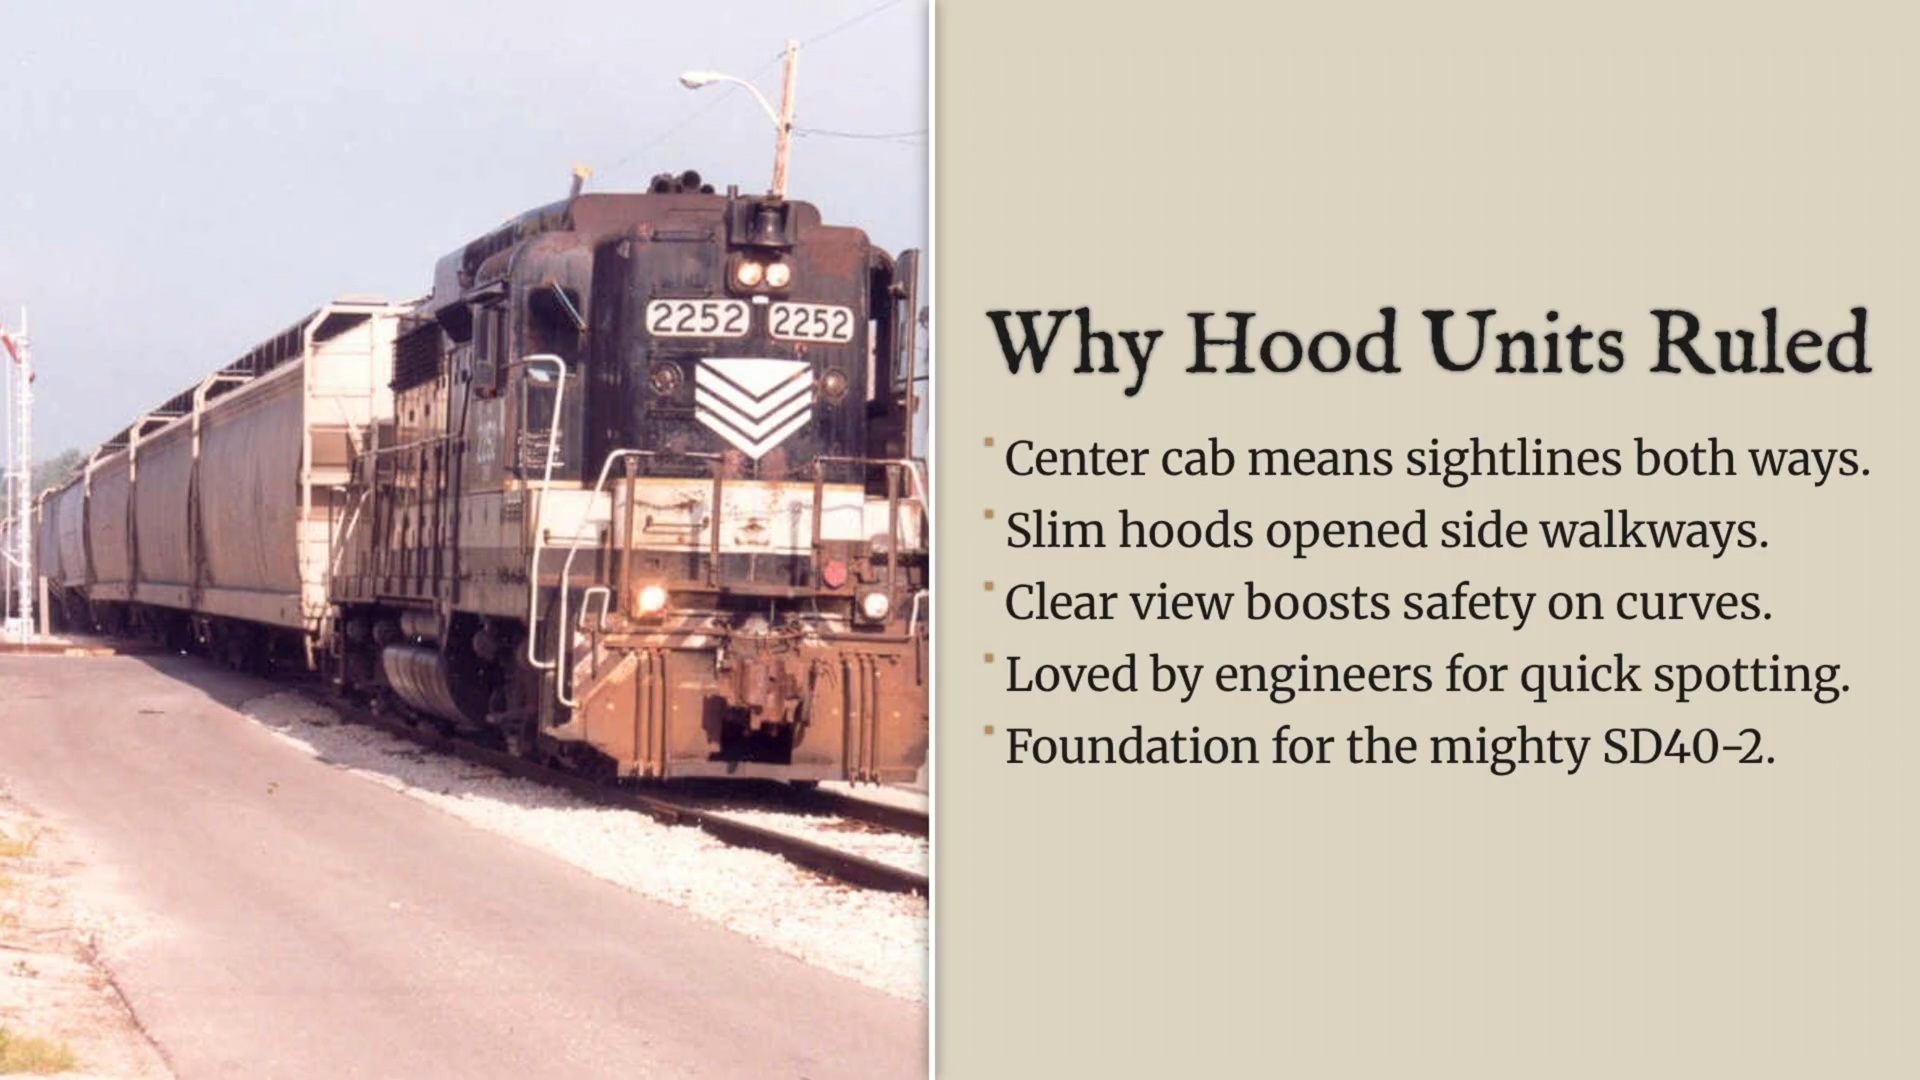 2252 2252
Why Hood Units Ruled
Center cab means sightlines both ways.
Slim hoods opened side walkways.
Clear view boosts safety on curves.
Loved by engineers for quick spotting.
Foundation for the mighty SD40-2.